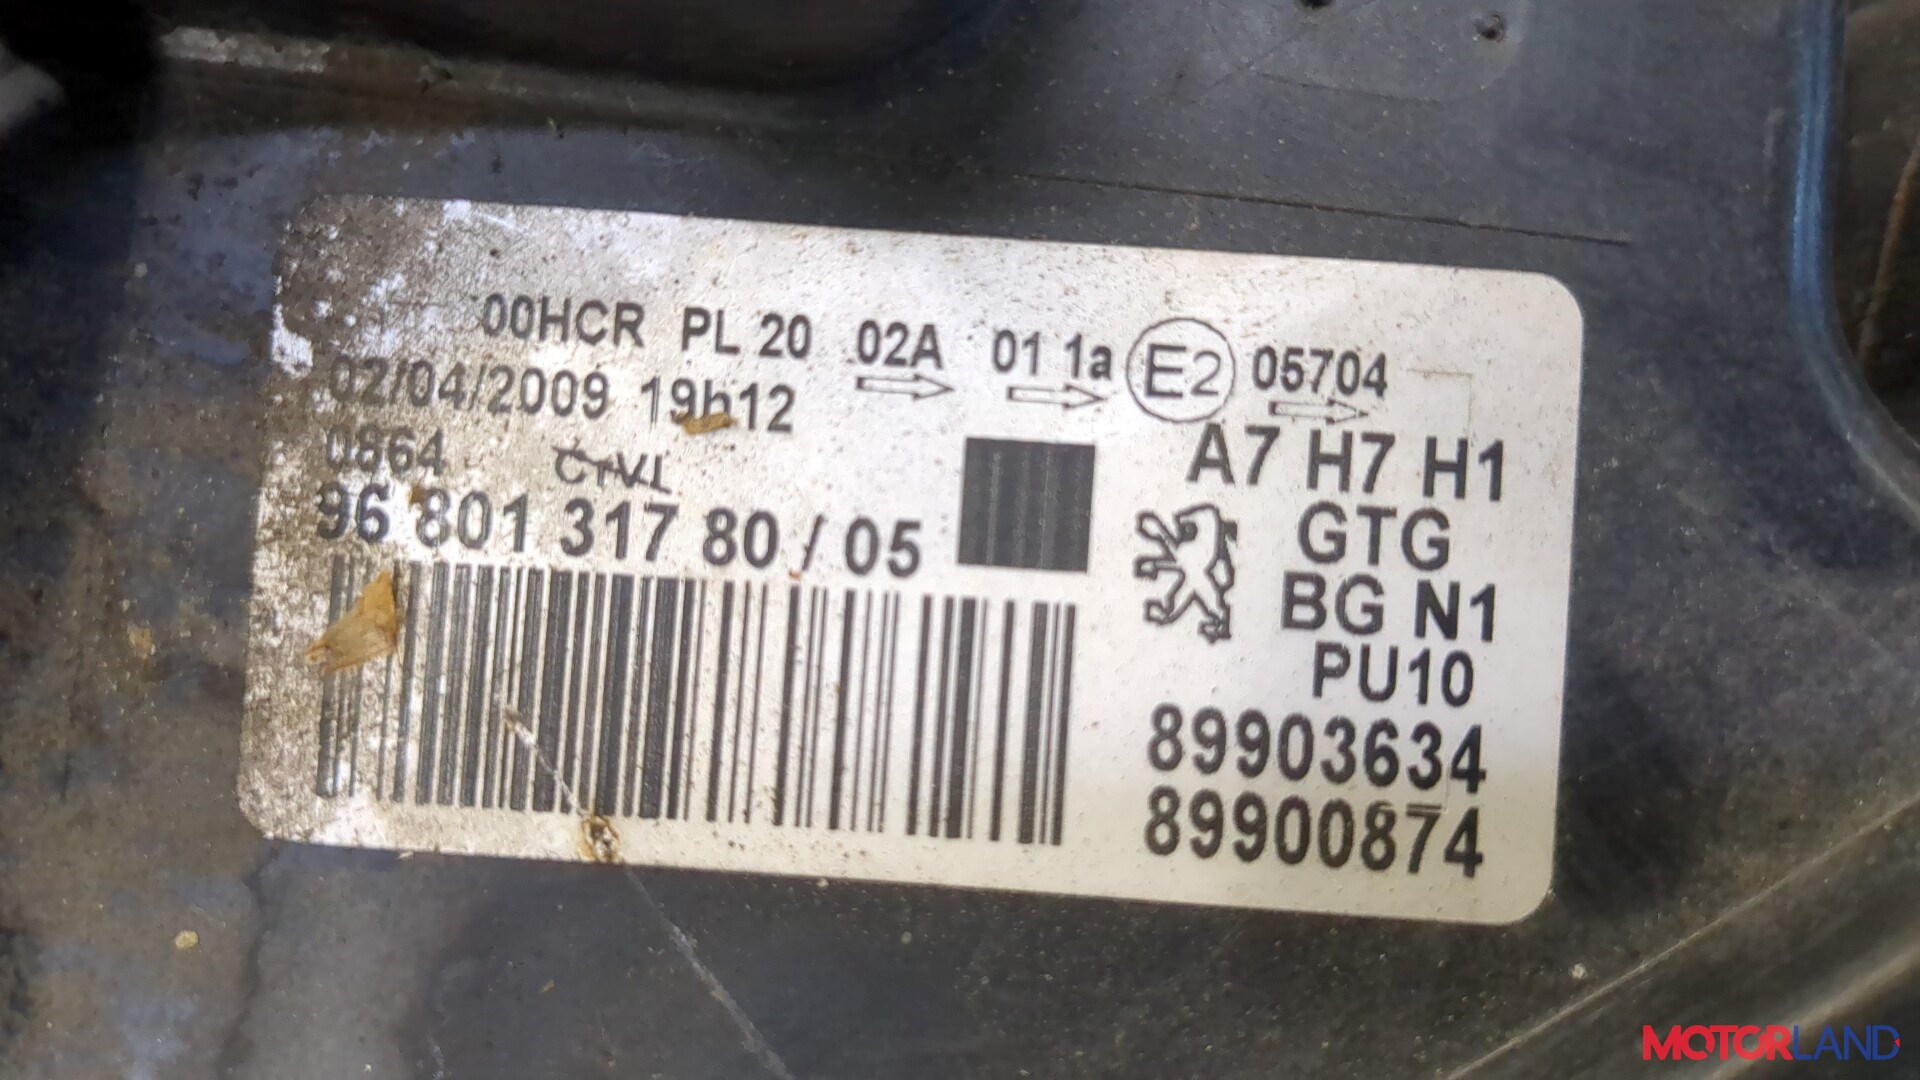 00HCR PL 20 02A 01 1a E2 05704
02/04/2009 19h12
0864
A7 H7 H1
96 801 317 80 / 05
GTG
BG N1
PU10
89903634
89900874
MOTORLAND